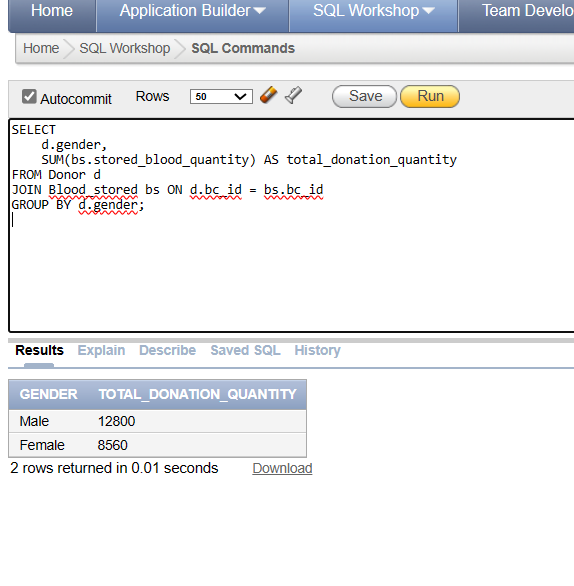 Home Application Builder SQL Workshop Team Develo
Home SQL Workshop SQL Commands
Autocommit Rows 50 Save Run
SELECT
d.gender,
SUM(bs.stored_blood_quantity) AS total_donation_quantity
FROM Donor d
JOIN Blood_stored bs ON d.bc_id = bs.bc_id
GROUP BY d.gender;
Results Explain Describe Saved SQL History
GENDER TOTAL_DONATION_QUANTITY
Male 12800
Female 8560
2 rows returned in 0.01 seconds Download